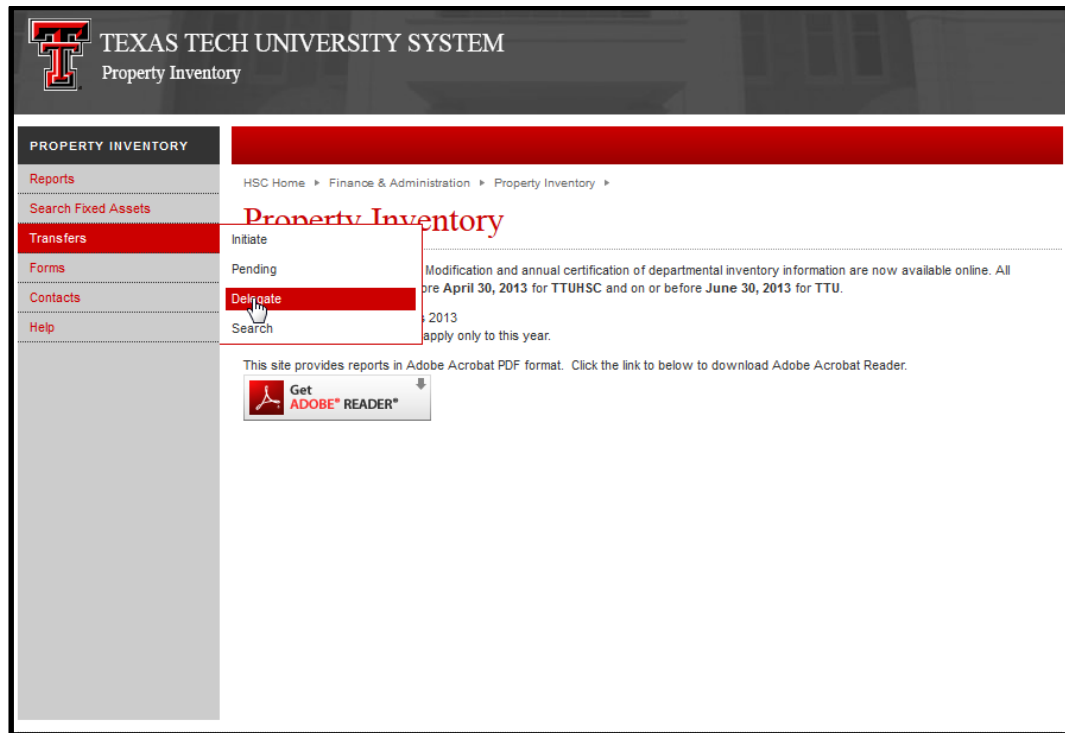 TEXAS TECH UNIVERSITY SYSTEM
Property Inventory
PROPERTY INVENTORY
Reports
Search Fixed Assets
Transfers
Forms
Contacts
Help
Initiate
Pending
Delegate
Search
HSC Home ▸ Finance & Administration ▸ Property Inventory ▸
Property Inventory
Modification and annual certification of departmental inventory information are now available online. All
April 30, 2013 for TTUHSC and on or before June 30, 2013 for TTU.
2013
apply only to this year.
This site provides reports in Adobe Acrobat PDF format. Click the link to below to download Adobe Acrobat Reader.
Get
ADOBE® READER®